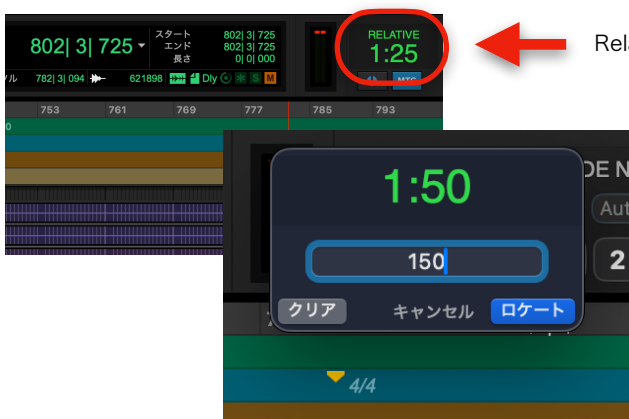 802| 3| 725
スタート 802| 3| 725
エンド 802| 3| 725
長さ 0| 0| 000
RELATIVE
1:25
Rela
782| 3| 094
621898
Dly
S
M
MTC
753 761 769 777 785 793
DE N
1:50
Aut
150
2
クリア キャンセル ロケート
4/4